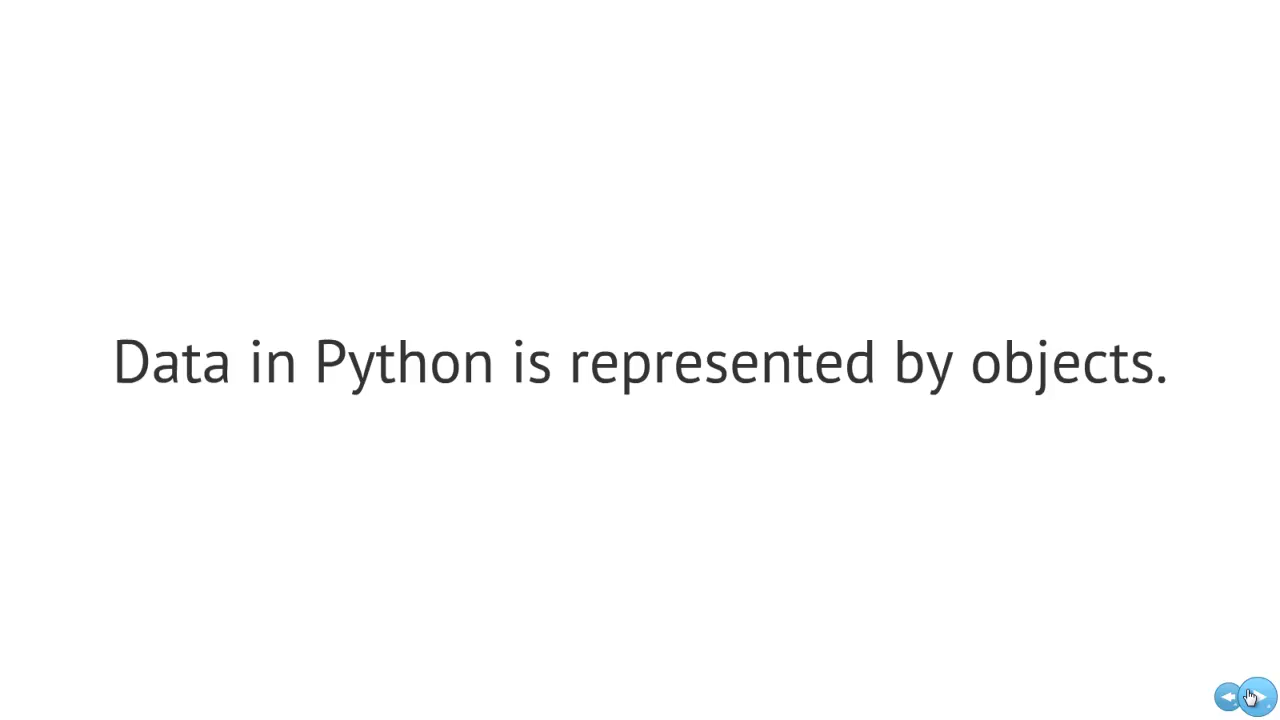 Data in Python is represented by objects.